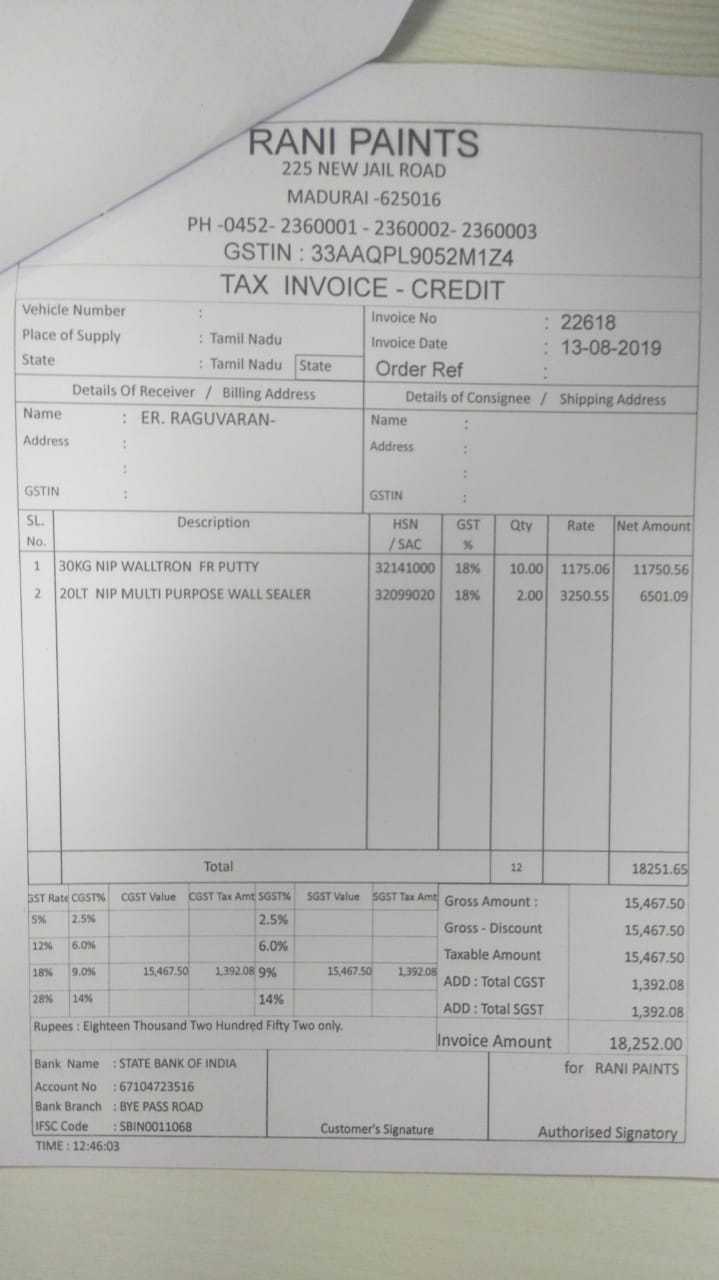 RANI PAINTS
225 NEW JAIL ROAD
MADURAI -625016
PH -0452- 2360001 - 2360002- 2360003
GSTIN : 33AAQPL9052M1Z4
TAX INVOICE - CREDIT
Vehicle Number :
Place of Supply : Tamil Nadu
State : Tamil Nadu State
Invoice No : 22618
Invoice Date : 13-08-2019
Order Ref :
Details Of Receiver / Billing Address
Name : ER. RAGUVARAN-
Address :
:
GSTIN :
Details of Consignee / Shipping Address
Name :
Address :
:
GSTIN :
SL. No. Description HSN / SAC GST % Qty Rate Net Amount
1 30KG NIP WALLTRON FR PUTTY 32141000 18% 10.00 1175.06 11750.56
2 20LT NIP MULTI PURPOSE WALL SEALER 32099020 18% 2.00 3250.55 6501.09
Total 12 18251.65
GST Rate CGST% CGST Value CGST Tax Amt SGST% SGST Value SGST Tax Amt
5% 2.5% 2.5%
12% 6.0% 6.0%
18% 9.0% 15,467.50 1,392.08 9% 15,467.50 1,392.08
28% 14% 14%
Gross Amount : 15,467.50
Gross - Discount 15,467.50
Taxable Amount 15,467.50
ADD : Total CGST 1,392.08
ADD : Total SGST 1,392.08
Rupees : Eighteen Thousand Two Hundred Fifty Two only.
Invoice Amount 18,252.00
Bank Name : STATE BANK OF INDIA
Account No : 67104723516
Bank Branch : BYE PASS ROAD
IFSC Code : SBIN0011068
Customer's Signature
for RANI PAINTS
Authorised Signatory
TIME : 12:46:03